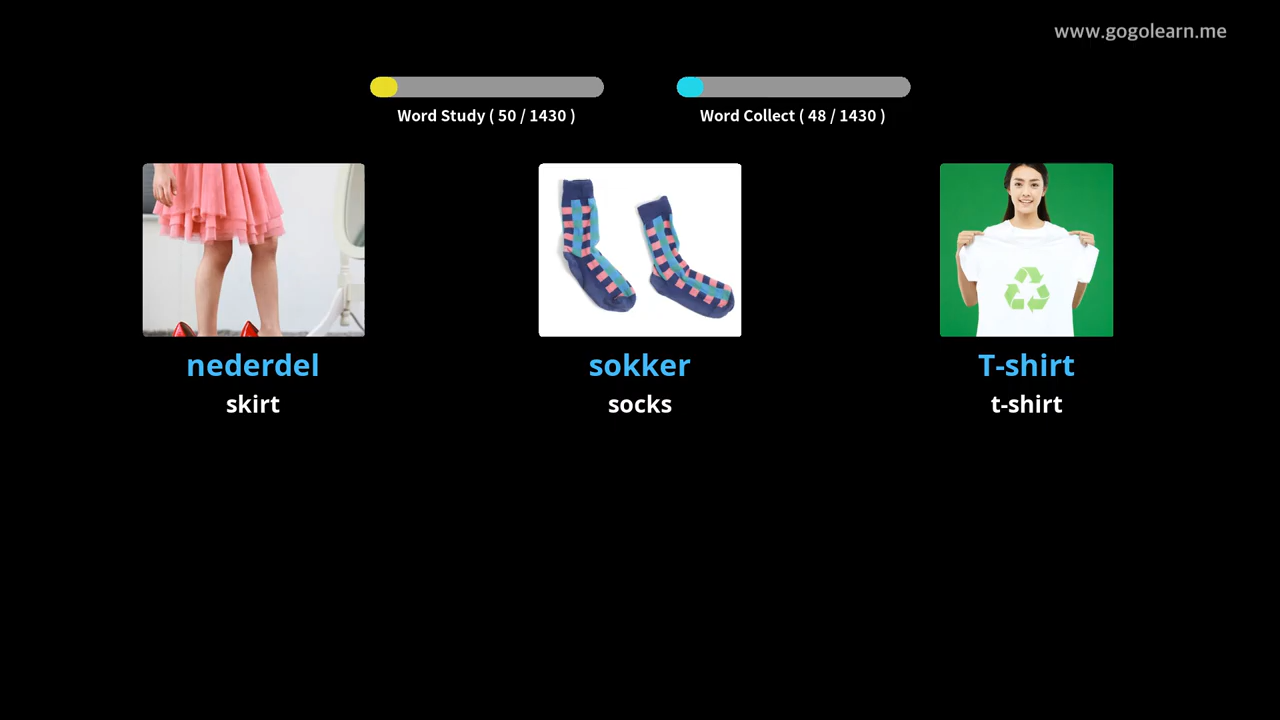 www.gogolearn.me
Word Study ( 50 / 1430 )
Word Collect ( 48 / 1430 )
nederdel
skirt
sokker
socks
T-shirt
t-shirt